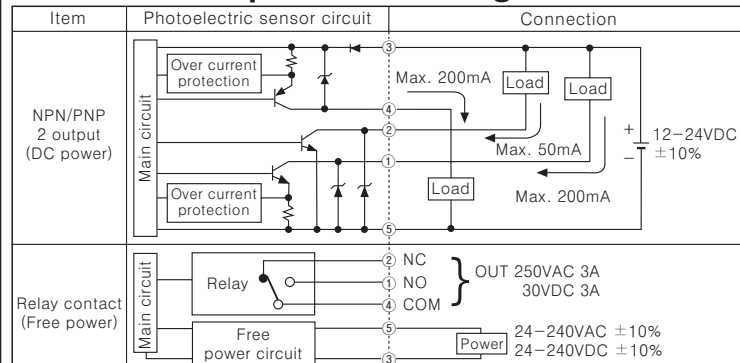 Item
Photoelectric sensor circuit
Connection
NPN/PNP
2 output
(DC power)
Main circuit
Over current
protection
Over current
protection
③
④
②
①
⑤
Max. 200mA
Load
Load
Max. 50mA
Load
Max. 200mA
+
−
12−24VDC
±10%
Relay contact
(Free power)
Main circuit
Relay
② NC
① NO
④ COM
OUT 250VAC 3A
30VDC 3A
Free
power circuit
⑤
③
Power
24−240VAC ±10%
24−240VDC ±10%